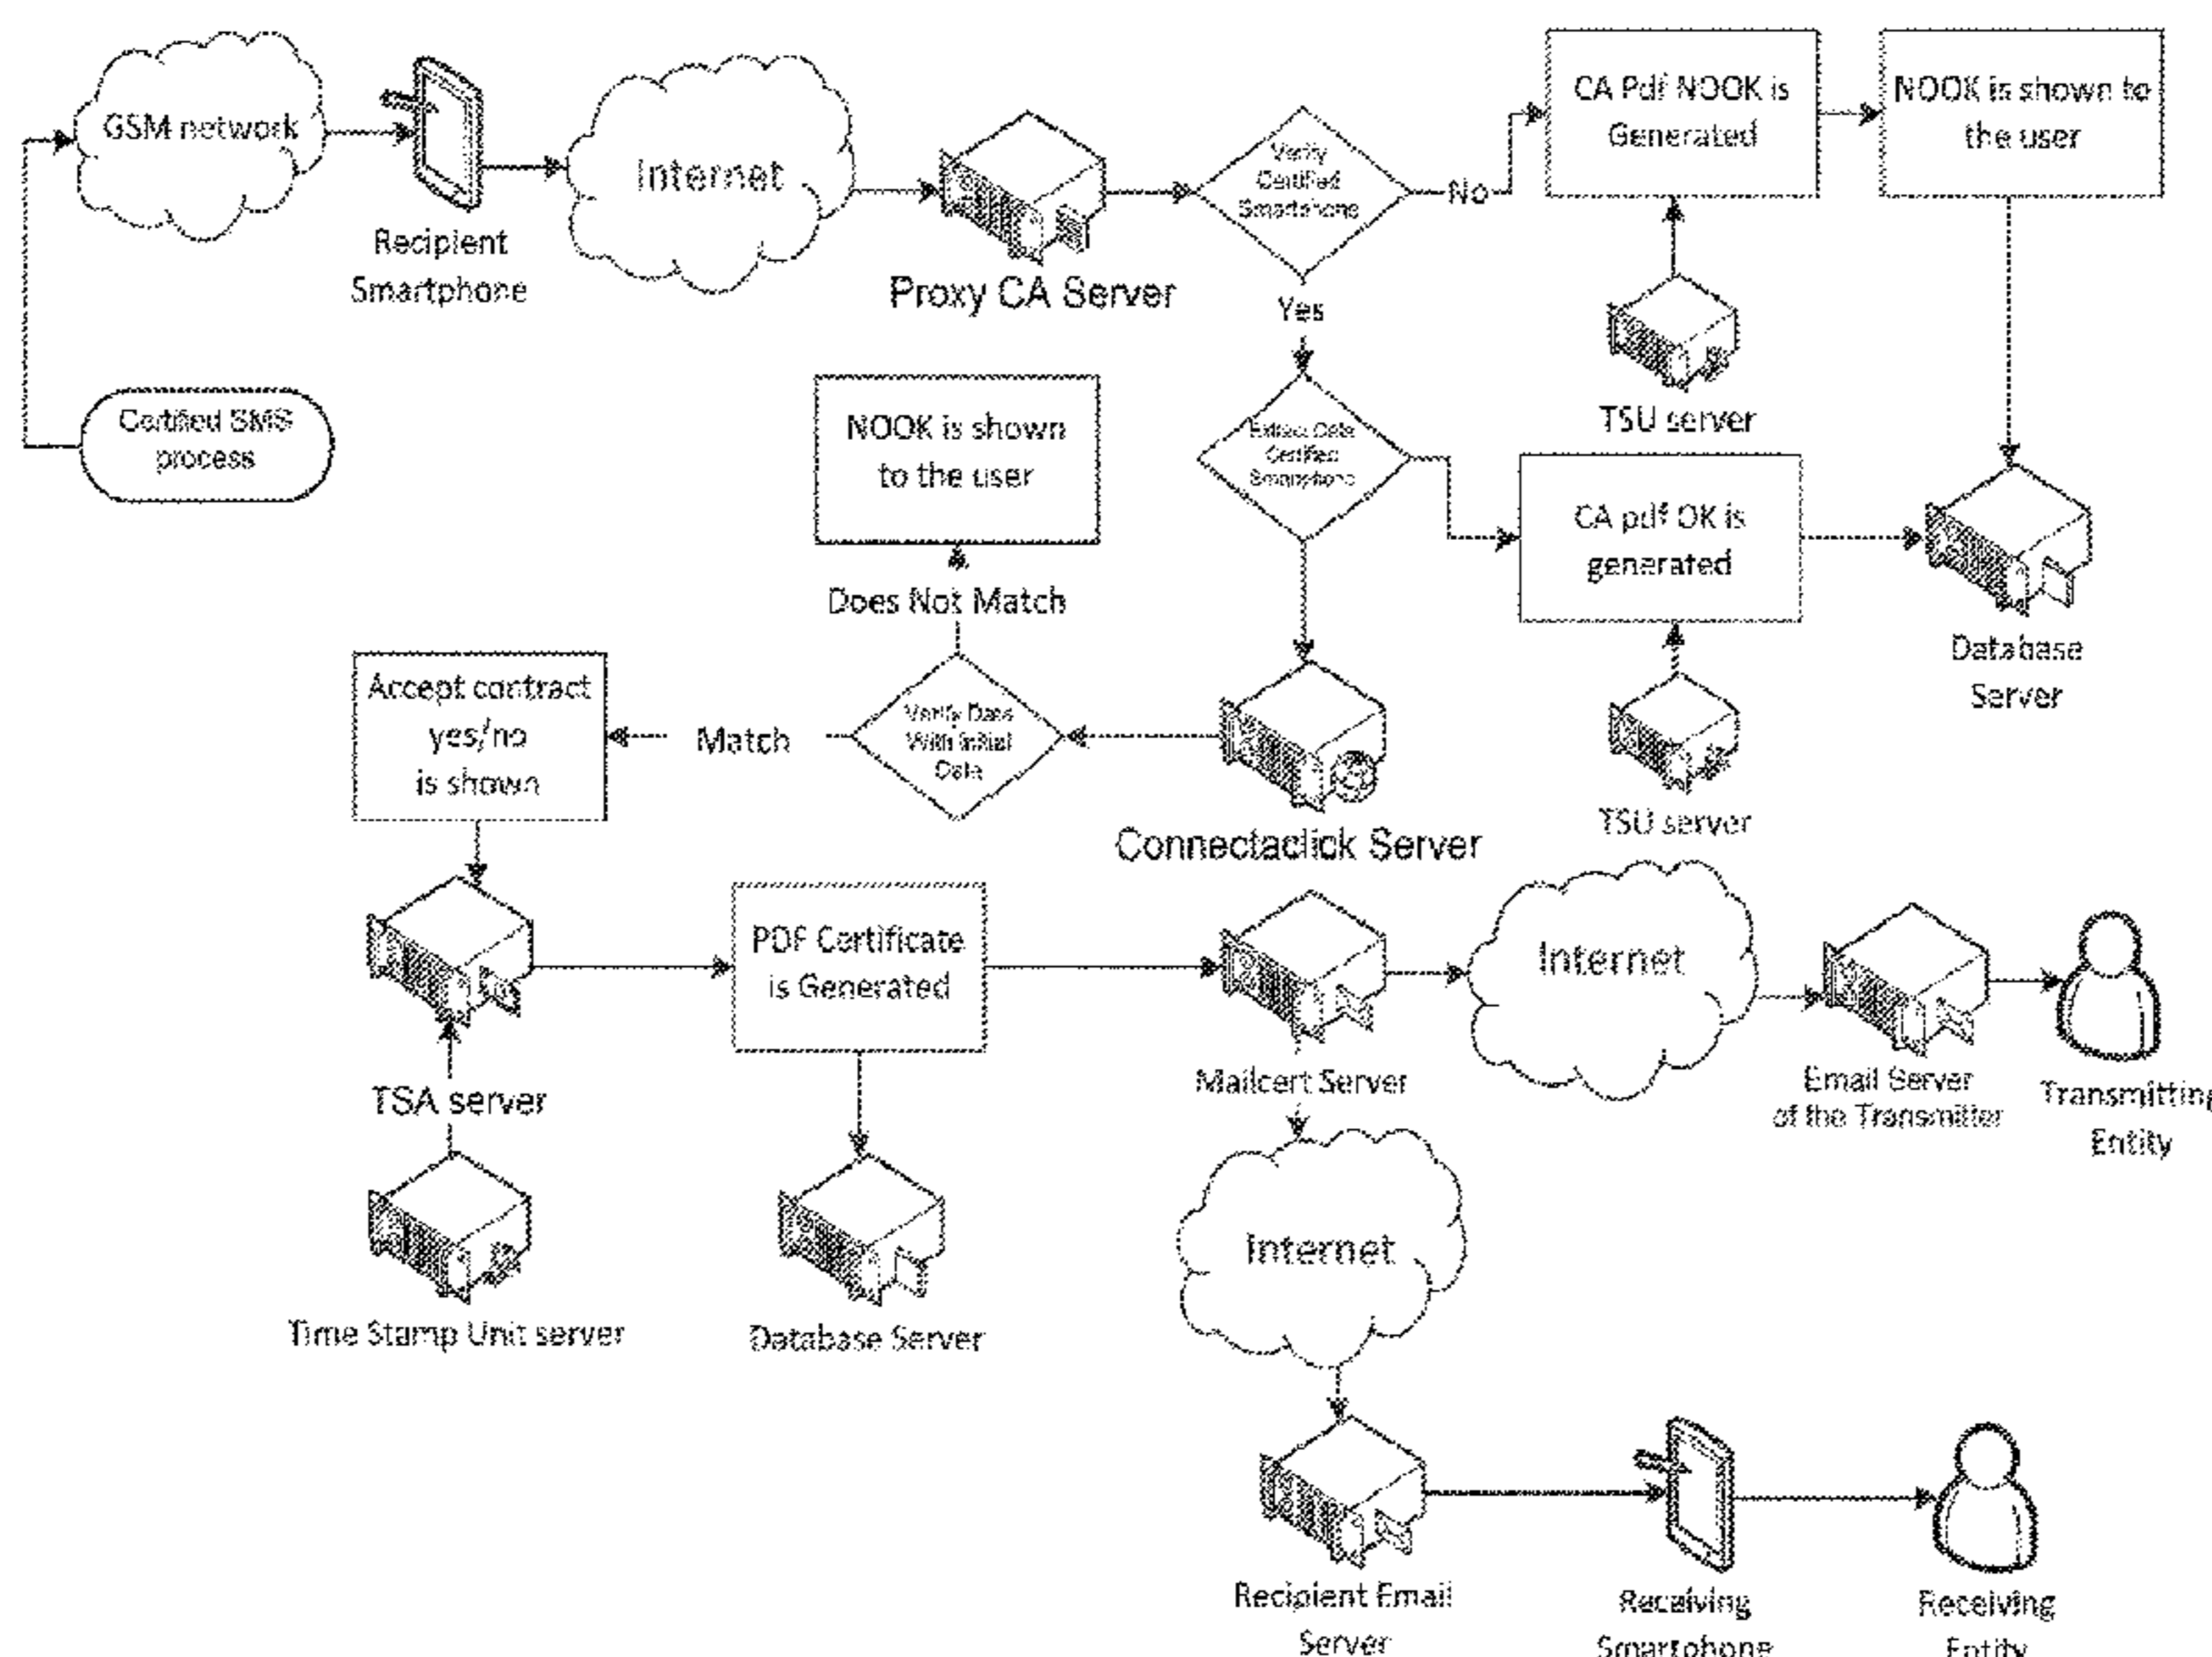 GSM network
Recipient
Smartphone
Internet
Proxy CA Server
Verify
Certified
Smartphone
No
Yes
CA Pdf NOOK is
Generated
NOOK is shown to
the user
TSU server
Certified SMS
process
NOOK is shown
to the user
Extract Data
Certified
Smartphone
CA pdf OK is
generated
Database
Server
Does Not Match
Accept contract
yes/no
is shown
Match
Verify Data
With Initial
Data
Connectaclick Server
TSU server
PDF Certificate
is Generated
Internet
Mailcert Server
Email Server
of the Transmitter
Transmitting
Entity
TSA server
Internet
Time Stamp Unit server
Database Server
Recipient Email
Server
Receiving
Smartphone
Receiving
Entity